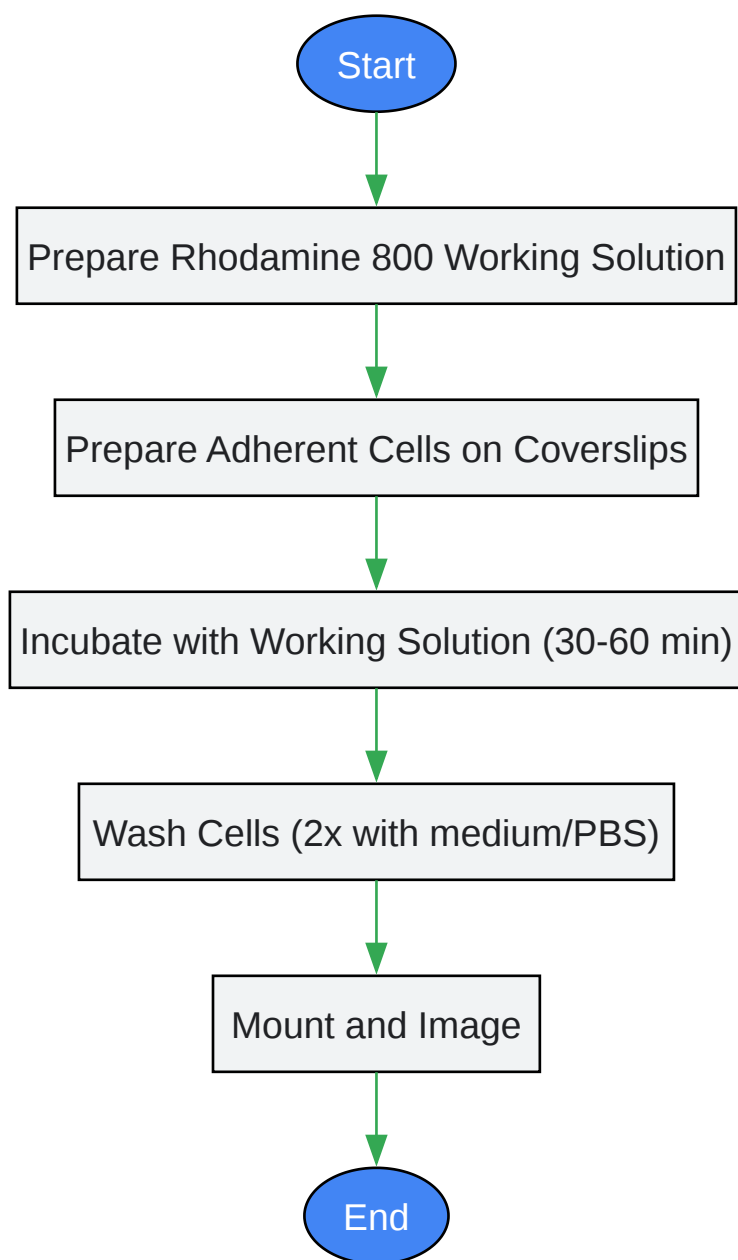 Start
Prepare Rhodamine 800 Working Solution
Prepare Adherent Cells on Coverslips
Incubate with Working Solution (30-60 min)
Wash Cells (2x with medium/PBS)
Mount and Image
End